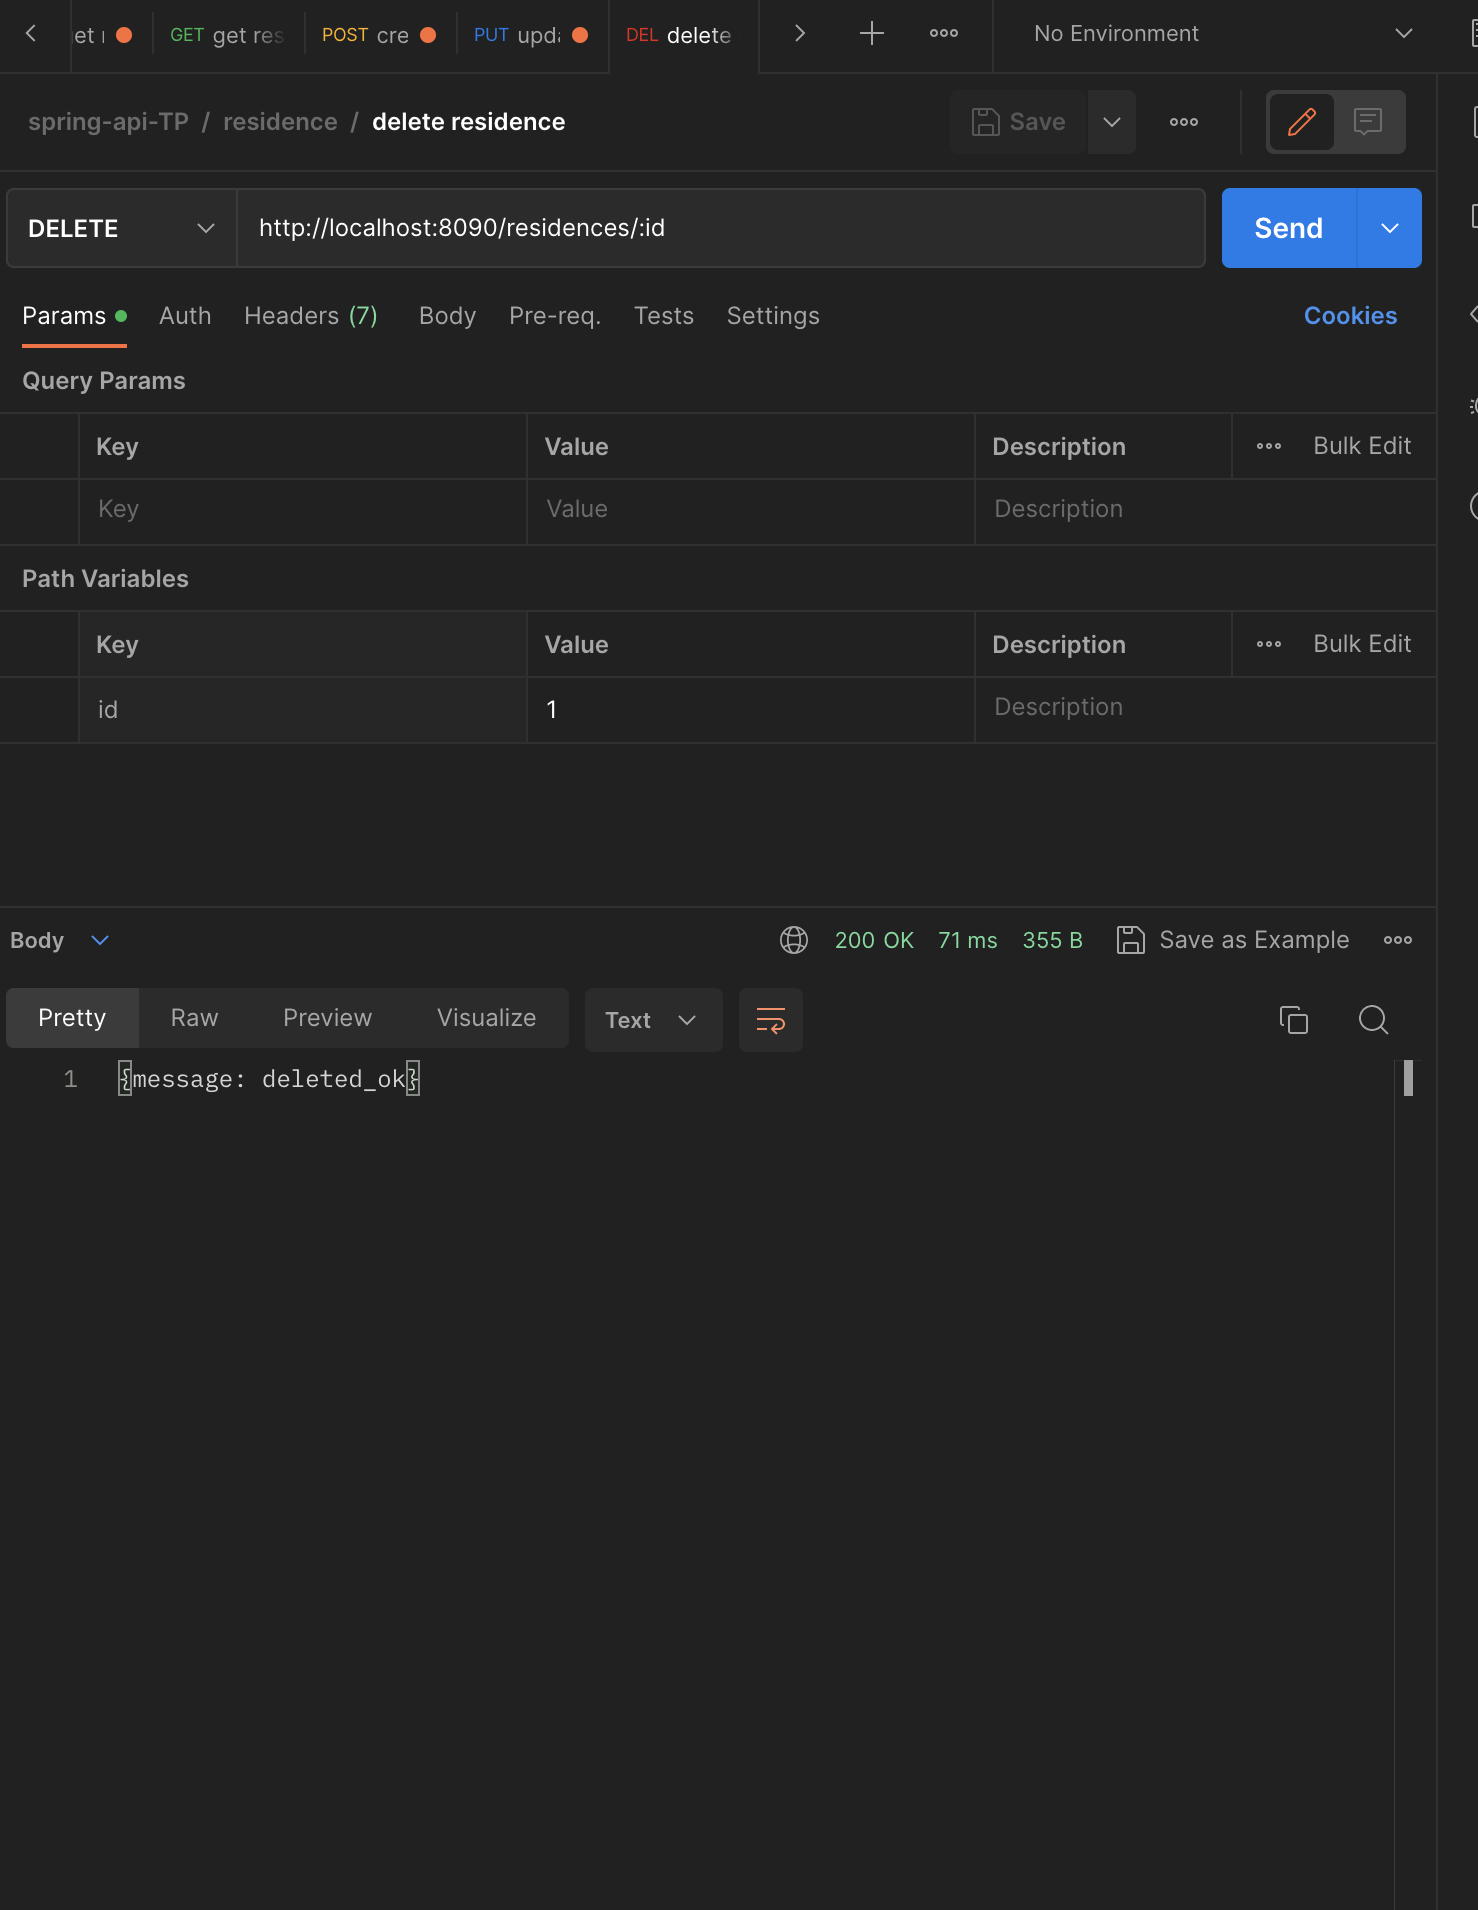 GET get res POST cre PUT upd DEL delete No Environment
spring-api-TP / residence / delete residence Save
DELETE http://localhost:8090/residences/:id Send
Params Auth Headers (7) Body Pre-req. Tests Settings Cookies
Query Params
Key Value Description Bulk Edit
Key Value Description
Path Variables
Key Value Description Bulk Edit
id 1 Description
Body 200 OK 71 ms 355 B Save as Example
Pretty Raw Preview Visualize Text
1 {message: deleted_ok}